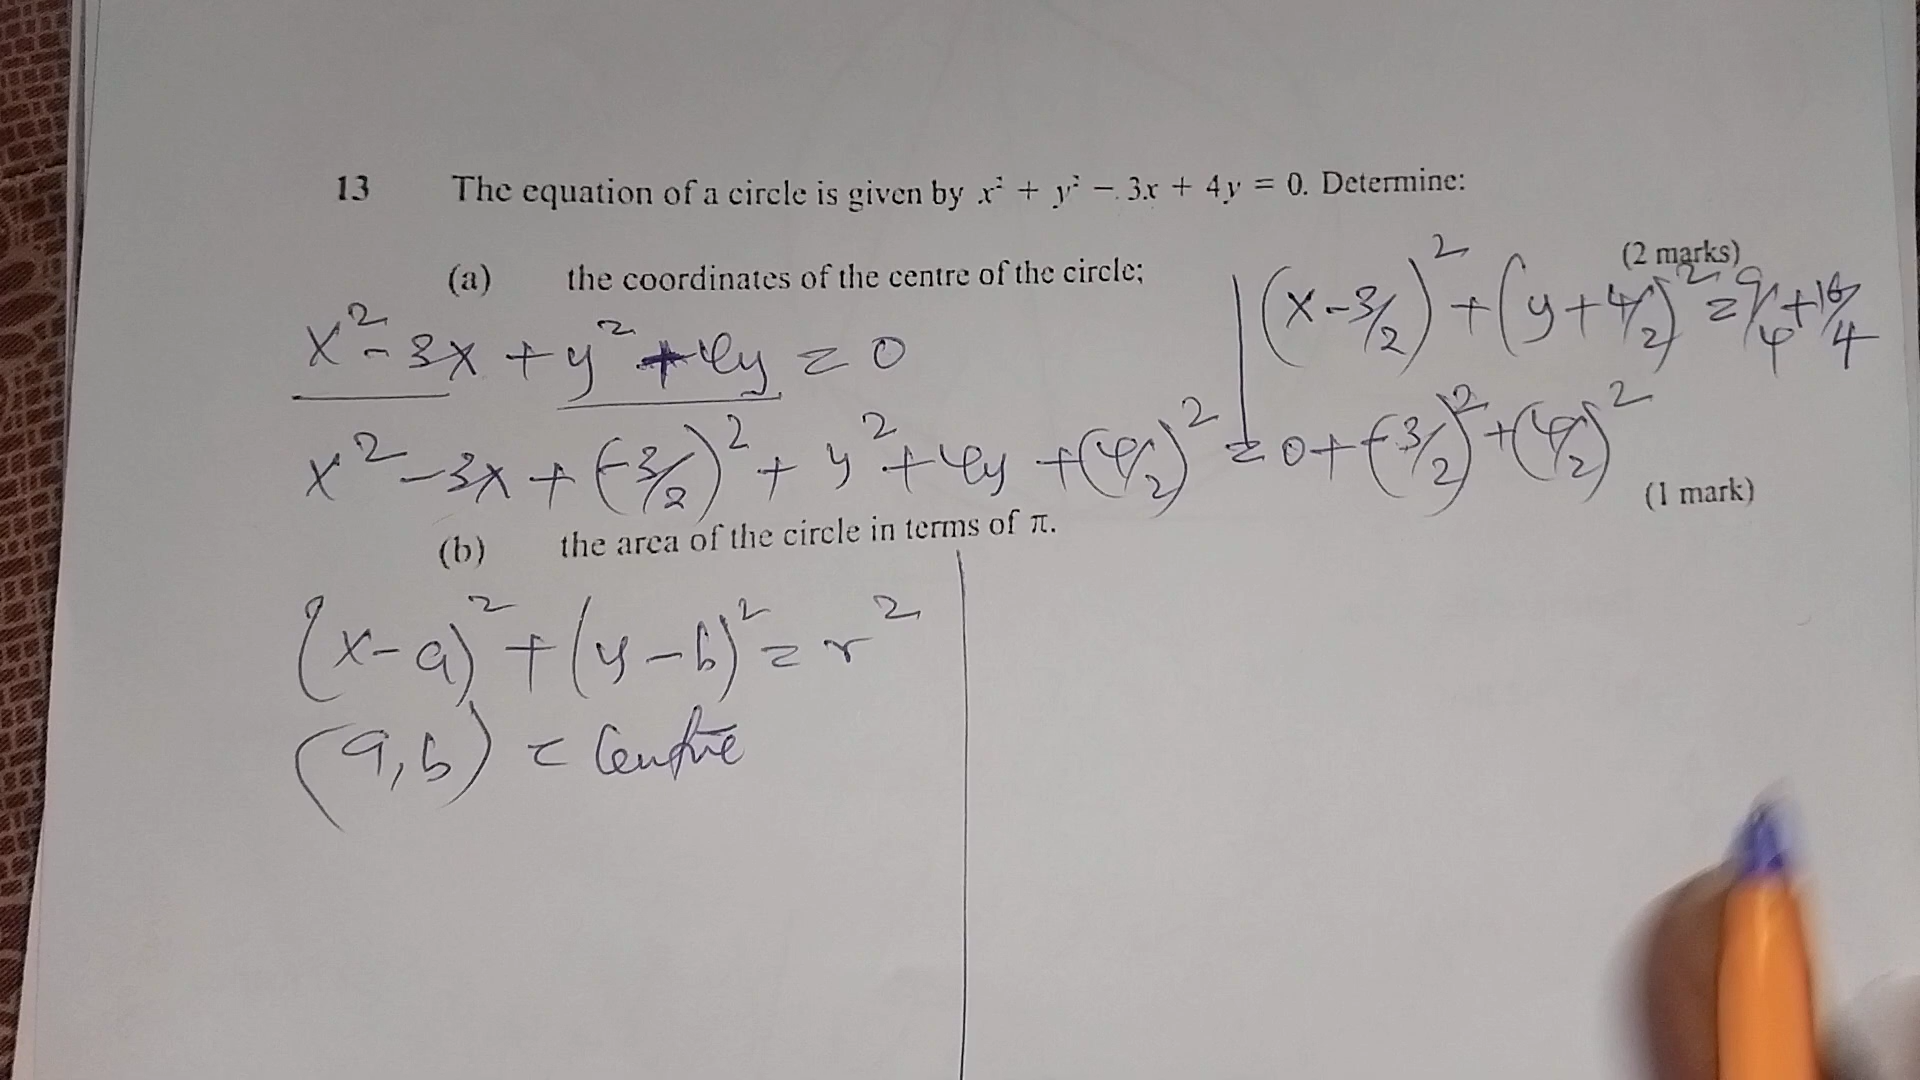 13 The equation of a circle is given by x² + y² − 3x + 4y = 0. Determine:
(a) the coordinates of the centre of the circle; (2 marks)
x² - 3x + y² + 4y = 0
(x - 3/2)² + (y + 4/2)² = 9/4 + 16/4
x² - 3x + (-3/2)² + y² + 4y + (4/2)² = 0 + (-3/2)² + (4/2)²
(1 mark)
(b) the area of the circle in terms of π.
(x - a)² + (y - b)² = r²
(a, b) = Centre